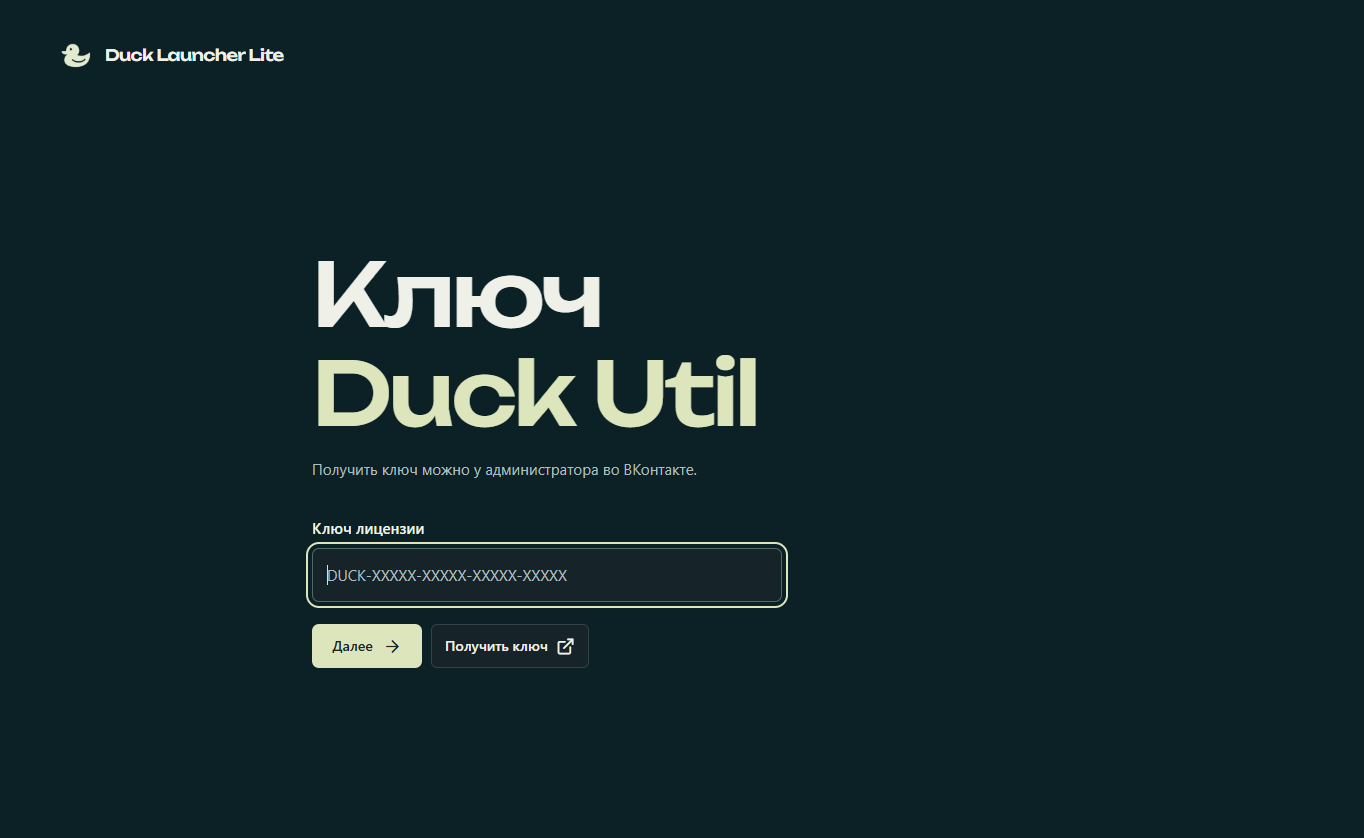 Duck Launcher Lite
Ключ
Duck Util
Получить ключ можно у администратора во ВКонтакте.
Ключ лицензии
DUCK-XXXXX-XXXXX-XXXXX-XXXXX
Далее
Получить ключ